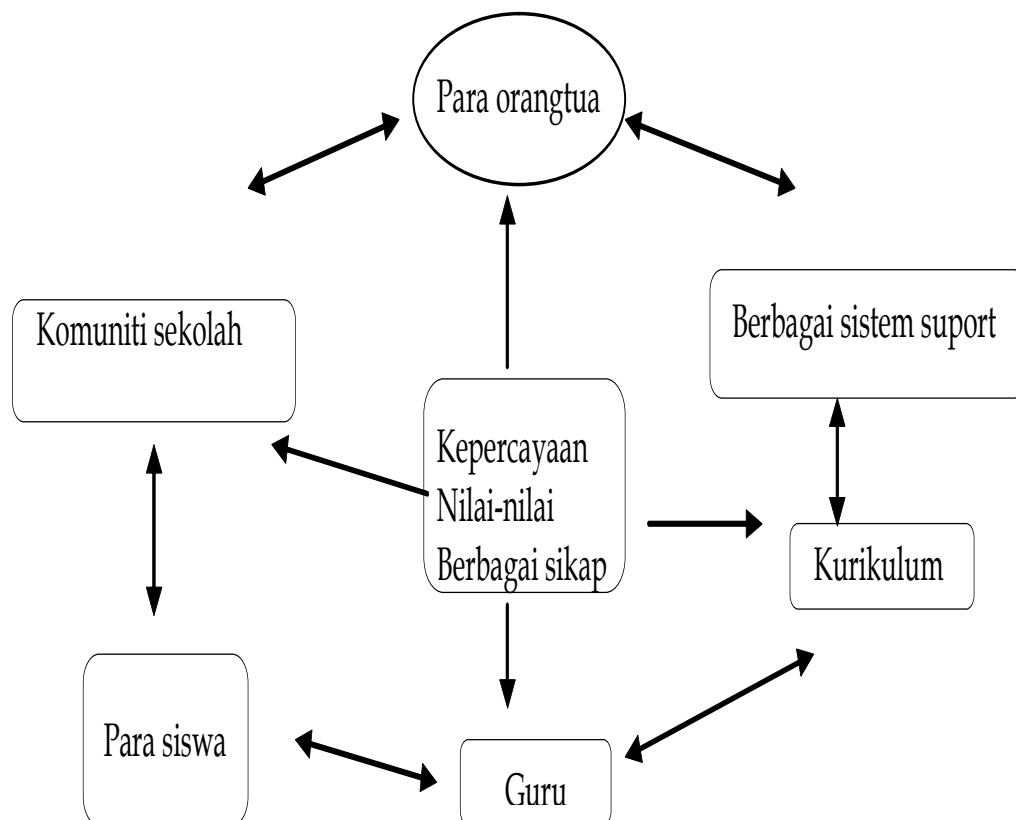 Para orangtua
Komuniti sekolah
Berbagai sistem suport
Kepercayaan
Nilai-nilai
Berbagai sikap
Kurikulum
Para siswa
Guru